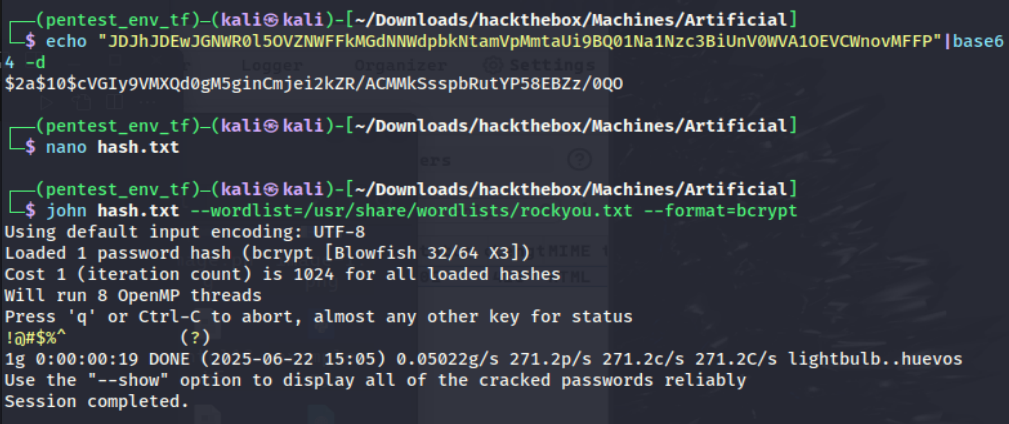 (pentest_env_tf)─(kali㉿kali)-[~/Downloads/hackthebox/Machines/Artificial]
$ echo "JDJhJDEwJGNWR0l5OVZNWFFkMGdNNWdpbkNtamVpMmtaUi9BQ01Na1Nzc3BiUnV0WVA1OEVCWnovMFFP"|base6
4 -d
$2a$10$cVGIy9VMXQd0gM5ginCmjei2kZR/ACMMkSsspbRutYP58EBZz/0QO
(pentest_env_tf)─(kali㉿kali)-[~/Downloads/hackthebox/Machines/Artificial]
$ nano hash.txt
(pentest_env_tf)─(kali㉿kali)-[~/Downloads/hackthebox/Machines/Artificial]
$ john hash.txt --wordlist=/usr/share/wordlists/rockyou.txt --format=bcrypt
Using default input encoding: UTF-8
Loaded 1 password hash (bcrypt [Blowfish 32/64 X3])
Cost 1 (iteration count) is 1024 for all loaded hashes
Will run 8 OpenMP threads
Press 'q' or Ctrl-C to abort, almost any other key for status
!@#$%^ (?)
1g 0:00:00:19 DONE (2025-06-22 15:05) 0.05022g/s 271.2p/s 271.2c/s 271.2C/s lightbulb..huevos
Use the "--show" option to display all of the cracked passwords reliably
Session completed.
Logger Organizer Settings